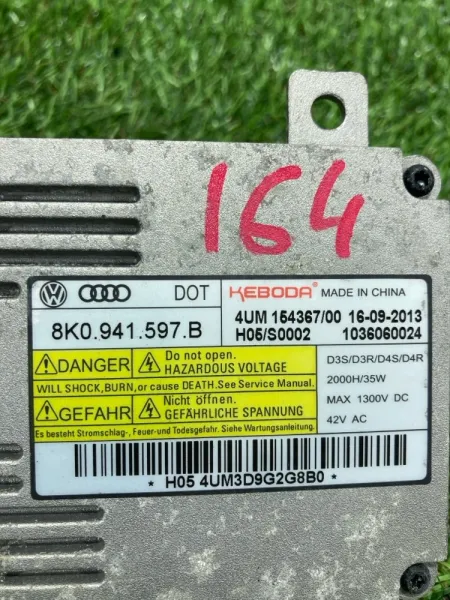 164
DOT KEBODA MADE IN CHINA
8K0.941.597.B
4UM 154367/00 16-09-2013
H05/S0002 1036060024
DANGER Do not open.
HAZARDOUS VOLTAGE
WILL SHOCK, BURN, or cause DEATH. See Service Manual.
GEFAHR Nicht öffnen.
GEFÄHRLICHE SPANNUNG
Es besteht Stromschlag-, Feuer-und Todesgefahr. Siehe Wartungsanleitung.
D3S/D3R/D4S/D4R
2000H/35W
MAX 1300V DC
42V AC
* H05 4UM3D9G2G8B0 *